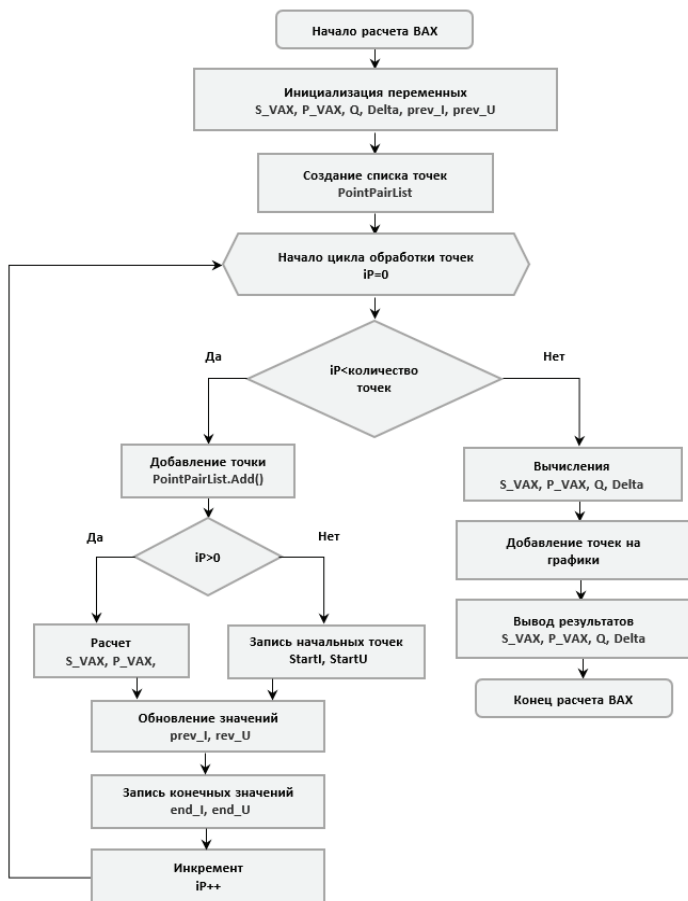 Начало расчета ВАХ
Инициализация переменных
S_VAX, P_VAX, Q, Delta, prev_I, prev_U
Создание списка точек
PointPairList
Начало цикла обработки точек
iP=0
Да
Нет
iP<количество
точек
Добавление точки
PointPairList.Add()
Вычисления
S_VAX, P_VAX, Q, Delta
Да
Нет
iP>0
Добавление точек на
графики
Расчет
S_VAX, P_VAX,
Запись начальных точек
StartI, StartU
Вывод результатов
S_VAX, P_VAX, Q, Delta
Конец расчета ВАХ
Обновление значений
prev_I, rev_U
Запись конечных значений
end_I, end_U
Инкремент
iP++